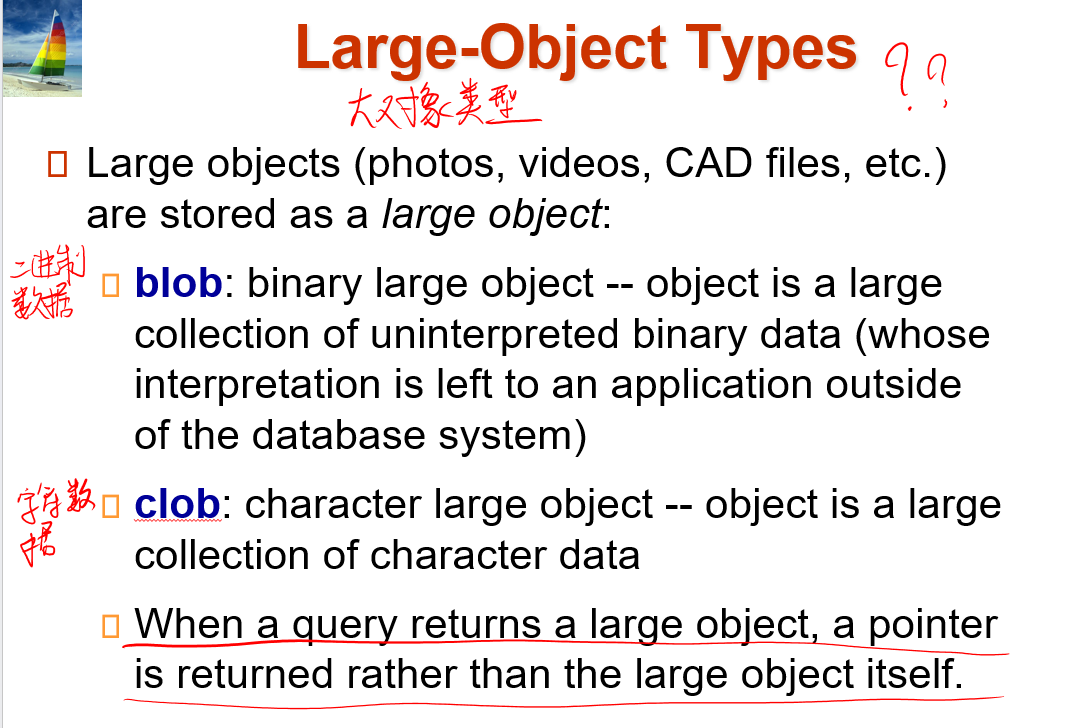 Large-Object Types ??
大对象类型
Large objects (photos, videos, CAD files, etc.)
are stored as a large object:
二进制
数据
blob: binary large object -- object is a large
collection of uninterpreted binary data (whose
interpretation is left to an application outside
of the database system)
字符数
据
clob: character large object -- object is a large
collection of character data
When a query returns a large object, a pointer
is returned rather than the large object itself.